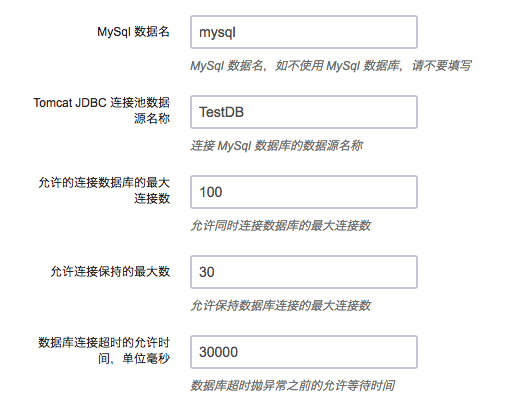 MySql 数据名
mysql
MySql 数据名，如不使用 MySql 数据库，请不要填写
Tomcat JDBC 连接池数据
源名称
TestDB
连接 MySql 数据库的数据源名称
允许的连接数据库的最大
连接数
100
允许同时连接数据库的最大连接数
允许连接保持的最大数
30
允许保持数据库连接的最大连接数
数据库连接超时的允许时
间，单位毫秒
30000
数据库超时抛异常之前的允许等待时间